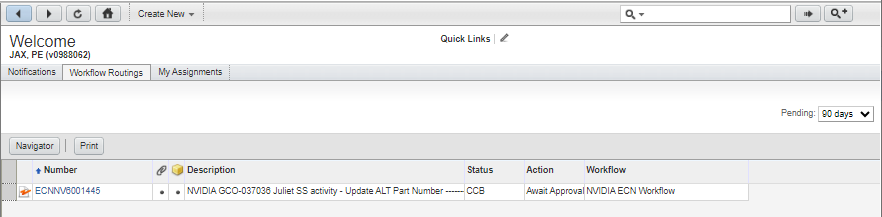 Create New
Welcome
Quick Links
JAX, PE (v0988062)
Notifications Workflow Routings My Assignments
Pending: 90 days
Navigator Print
Number Description Status Action Workflow
ECNNV6001445 NVIDIA GCO-037036 Juliet SS activity - Update ALT Part Number ------ CCB Await Approval NVIDIA ECN Workflow